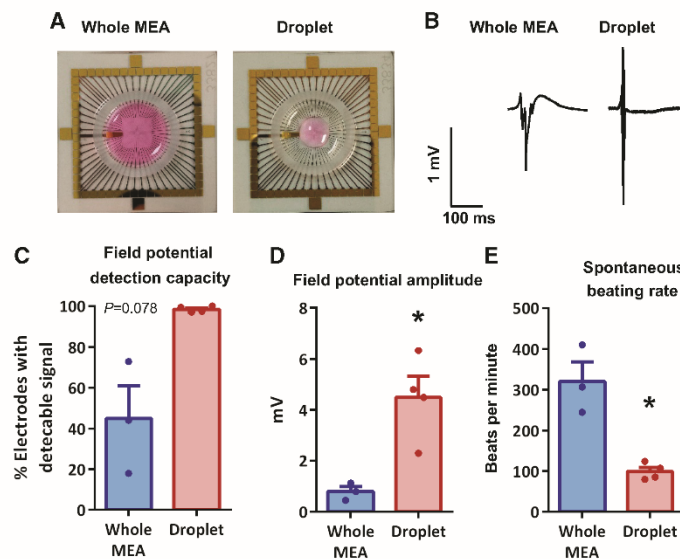 A
Whole MEA
Droplet
B
Whole MEA
Droplet
1 mV
100 ms
C
Field potential
detection capacity
P=0.078
% Electrodes with
detecable signal
100
80
60
40
20
0
Whole
MEA
Droplet
D
Field potential amplitude
*
mV
8
6
4
2
0
Whole
MEA
Droplet
E
Spontaneous
beating rate
*
Beats per minute
500
400
300
200
100
0
Whole
MEA
Droplet